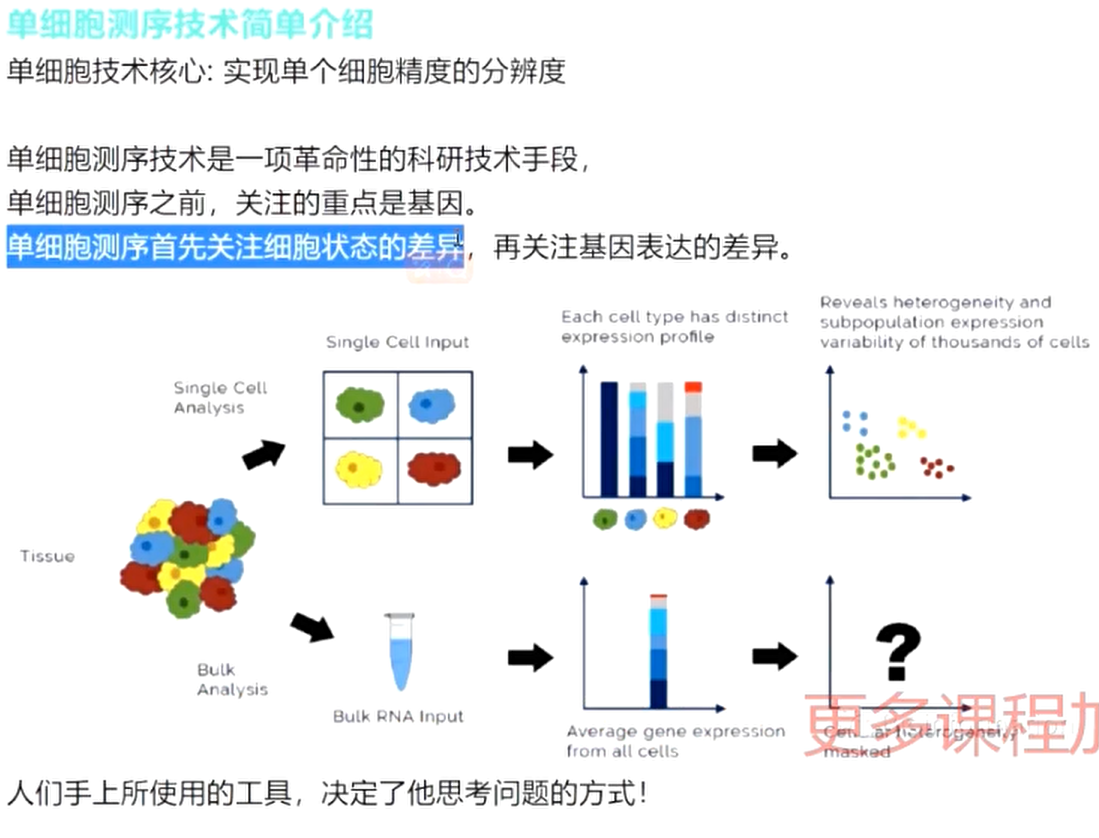 单细胞测序技术简单介绍
单细胞技术核心: 实现单个细胞精度的分辨度
单细胞测序技术是一项革命性的科研技术手段，
单细胞测序之前，关注的重点是基因。
单细胞测序首先关注细胞状态的差异，再关注基因表达的差异。
Reveals heterogeneity and
subpopulation expression
variability of thousands of cells
Each cell type has distinct
expression profile
Single Cell Input
Single Cell
Analysis
Tissue
Bulk
Analysis
Bulk RNA Input
Average gene expression
from all cells
?
Cellular heterogeneity
masked
更多课程加
人们手上所使用的工具，决定了他思考问题的方式！